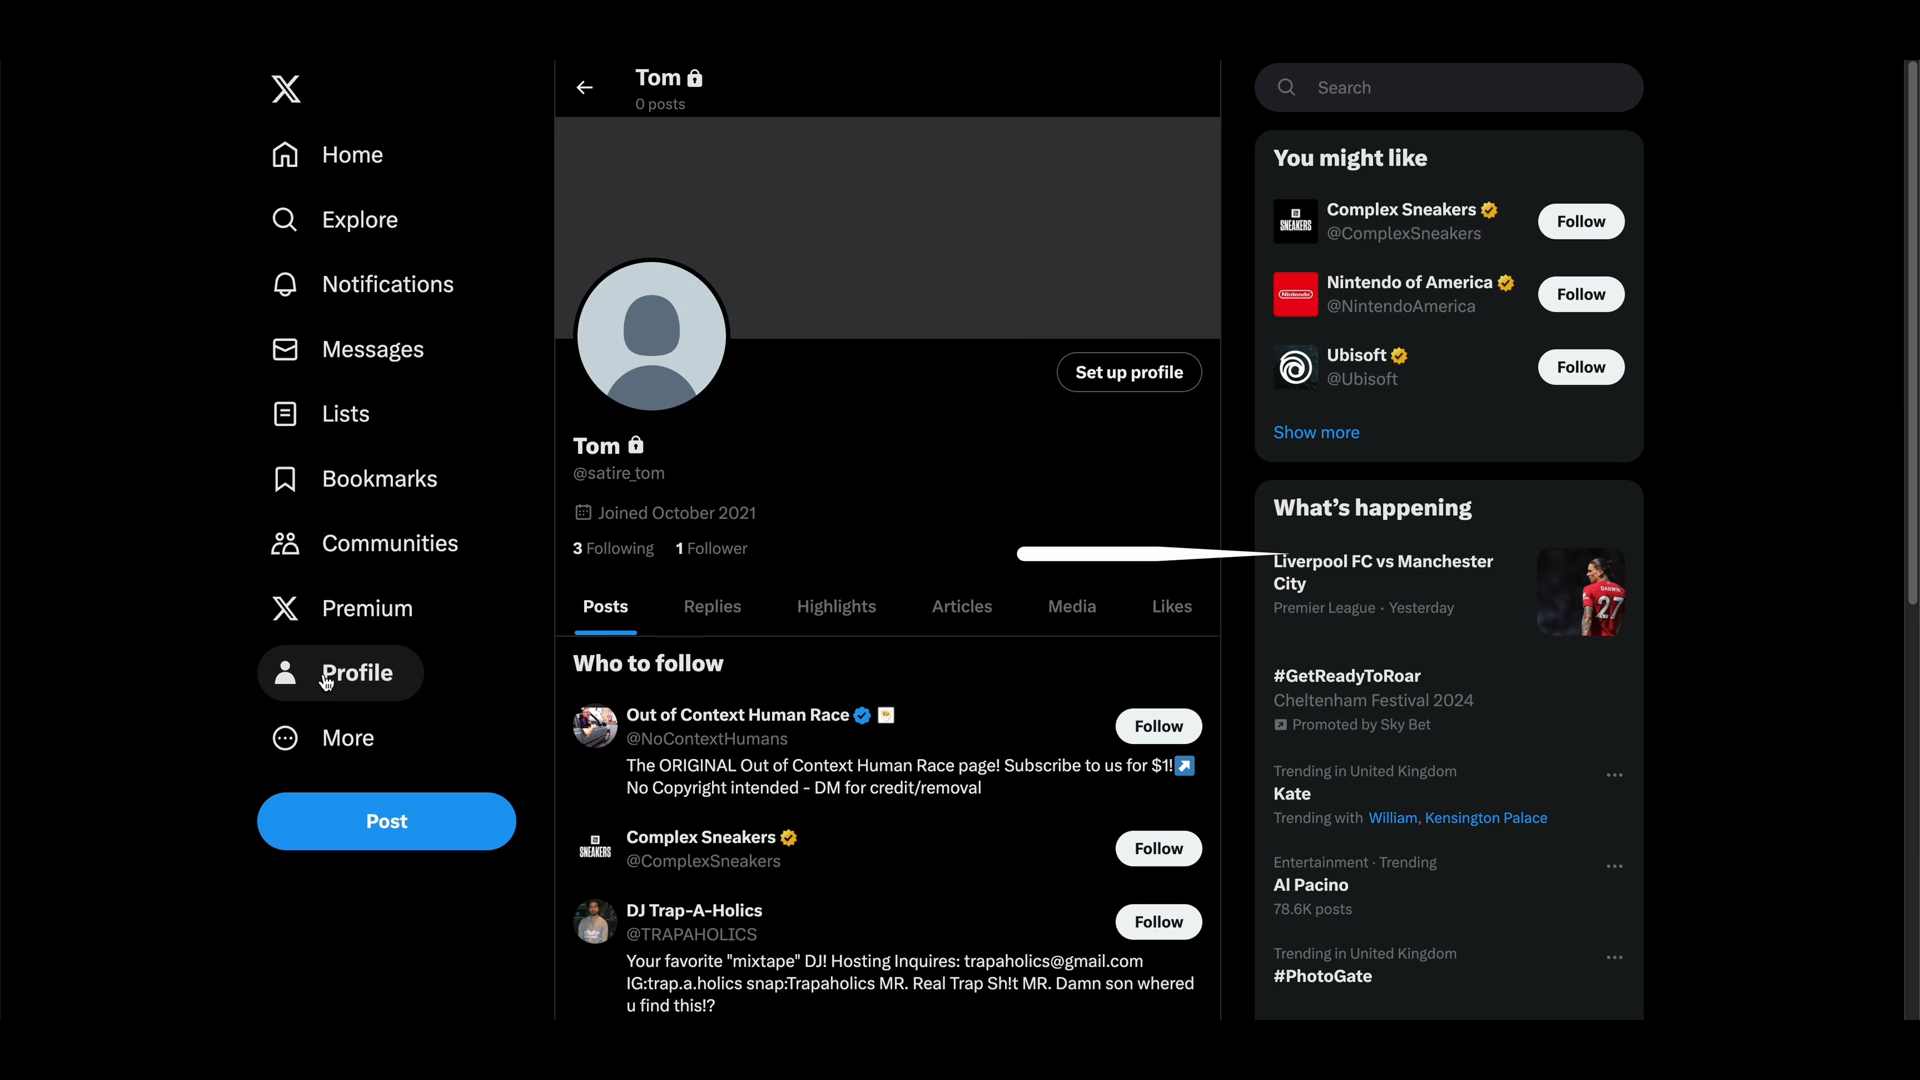 Home
Explore
Notifications
Messages
Lists
Bookmarks
Communities
Premium
Profile
More
Post
Tom
0 posts
Set up profile
Tom
@satire_tom
Joined October 2021
3 Following 1 Follower
Posts Replies Highlights Articles Media Likes
Who to follow
Out of Context Human Race
@NoContextHumans
Follow
The ORIGINAL Out of Context Human Race page! Subscribe to us for $1!↗️
No Copyright intended - DM for credit/removal
SNEAKERS
Complex Sneakers
@ComplexSneakers
Follow
DJ Trap-A-Holics
@TRAPAHOLICS
Follow
Your favorite "mixtape" DJ! Hosting Inquires: trapaholics@gmail.com
IG:trap.a.holics snap:Trapaholics MR. Real Trap Sh!t MR. Damn son whered
u find this!?
Search
You might like
SNEAKERS
Complex Sneakers
@ComplexSneakers
Follow
Nintendo
Nintendo of America
@NintendoAmerica
Follow
Ubisoft
@Ubisoft
Follow
Show more
What's happening
Liverpool FC vs Manchester
City
Premier League · Yesterday
DARWIN
27
#GetReadyToRoar
Cheltenham Festival 2024
Promoted by Sky Bet
Trending in United Kingdom
Kate
Trending with William, Kensington Palace
Entertainment · Trending
Al Pacino
78.6K posts
Trending in United Kingdom
#PhotoGate